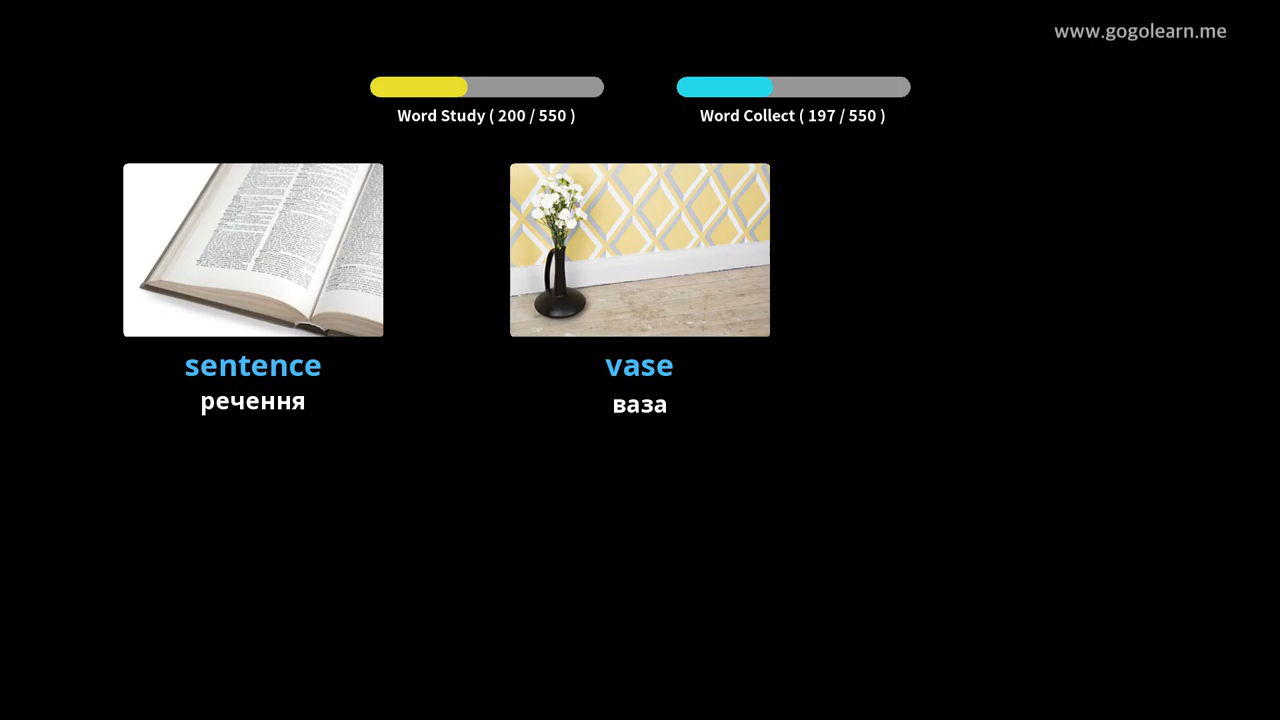 www.gogolearn.me
Word Study ( 200 / 550 )
Word Collect ( 197 / 550 )
sentence
речення
vase
ваза